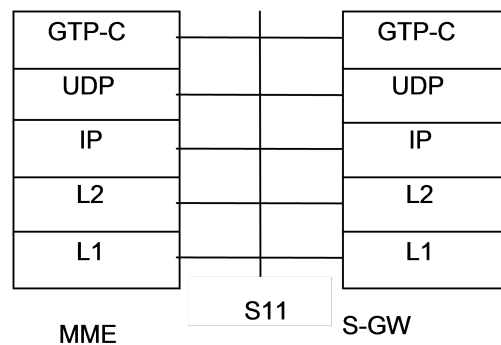 GTP-C GTP-C
UDP UDP
IP IP
L2 L2
L1 L1
S11
MME S-GW